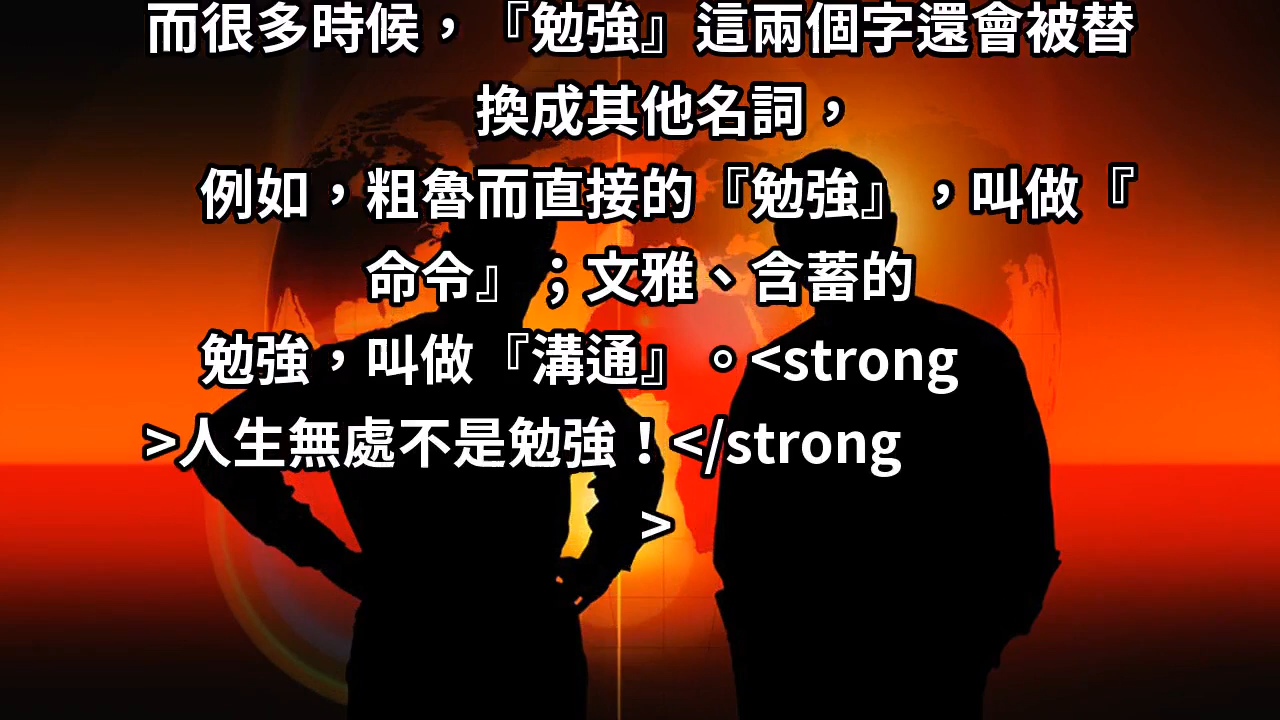 而很多時候，『勉強』這兩個字還會被替
換成其他名詞，
例如，粗魯而直接的『勉強』，叫做『
命令』；文雅、含蓄的
勉強，叫做『溝通』。<strong
>人生無處不是勉強！</strong
>